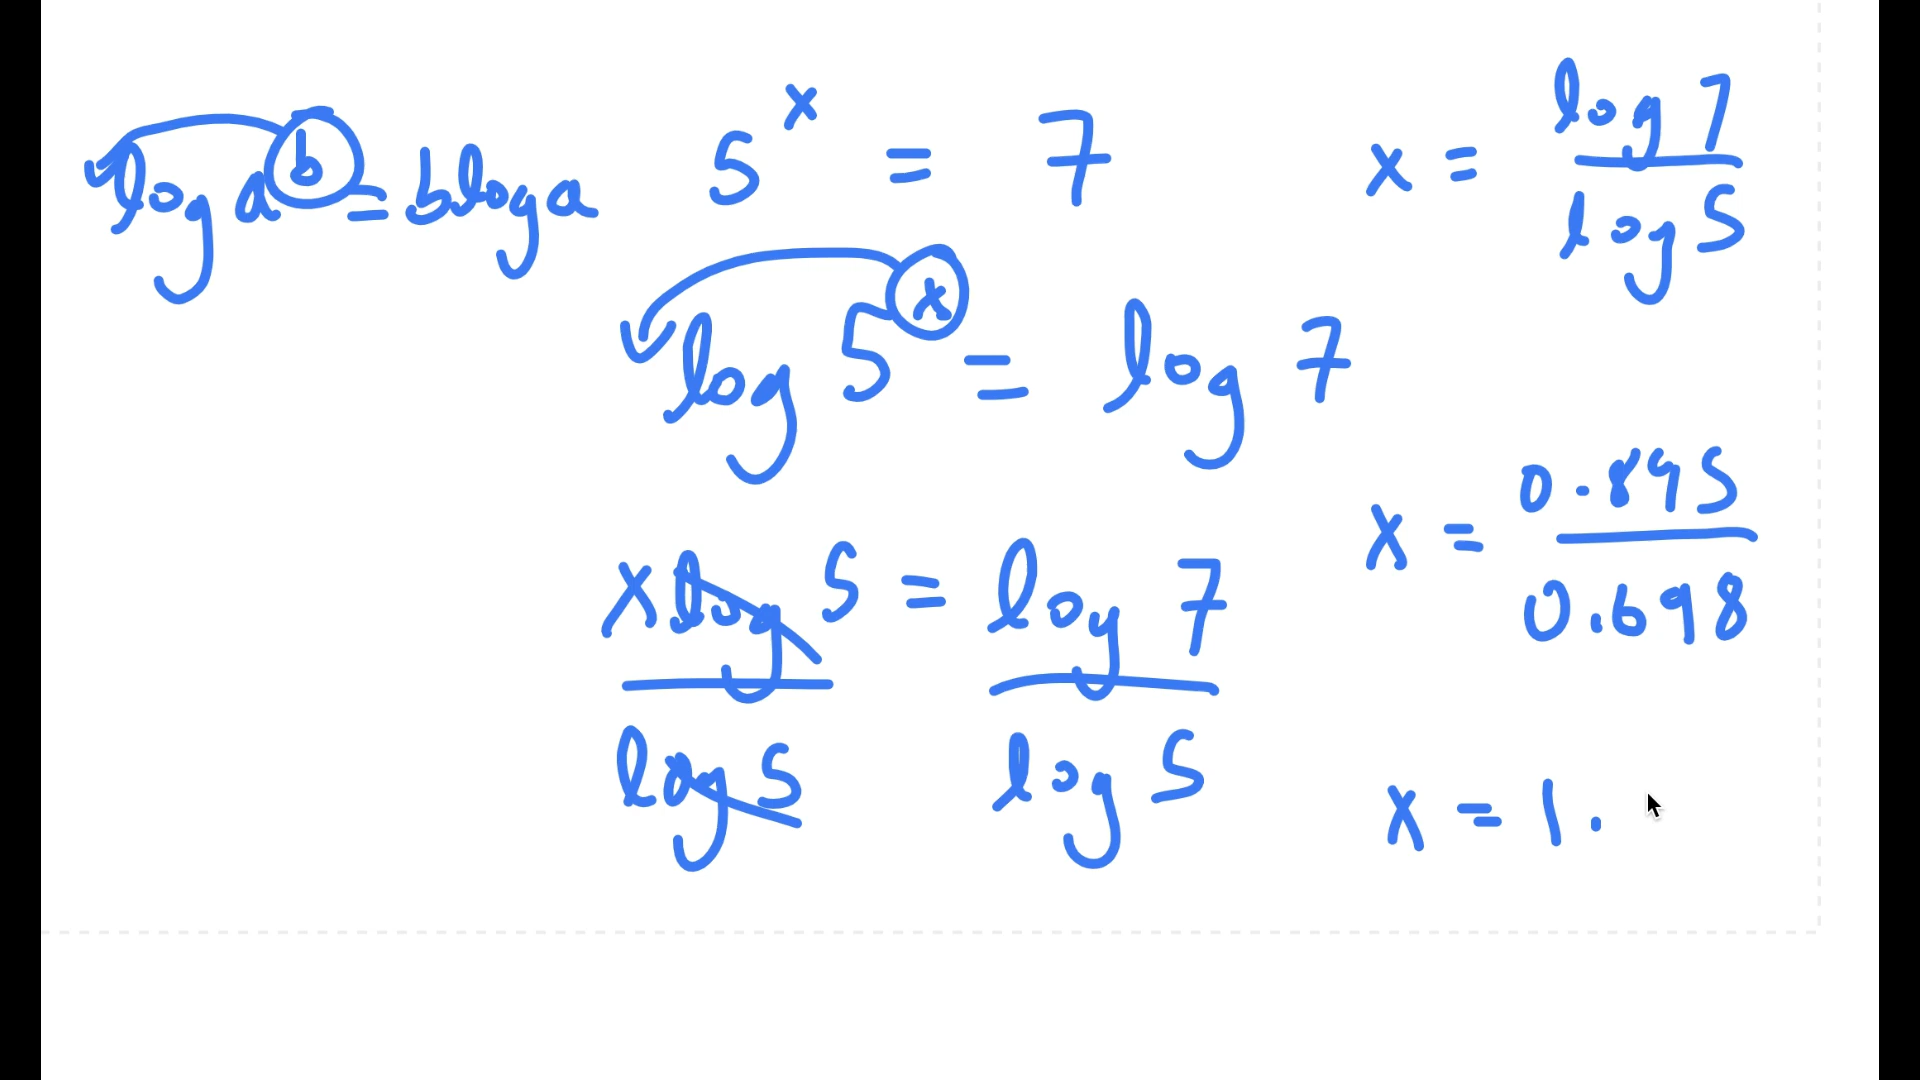 log a^b = b log a
5^x = 7
log 5^x = log 7
x log 5 / log 5 = log 7 / log 5
x = log 7 / log 5
x = 0.845 / 0.698
x = 1.